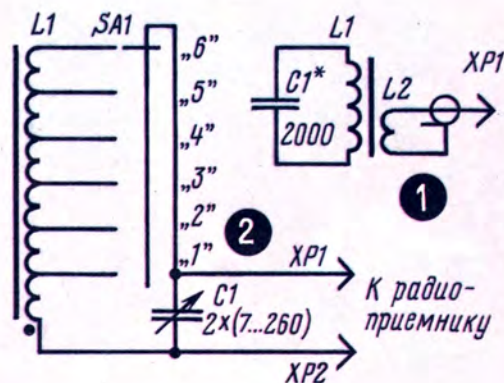 L1 SA1
„6”
„5”
„4”
„3”
„2”
„1”
C1
2x(7...260)
XP1
XP2
К радио-
приемнику
2
L1
C1*
2000
L2
XP1
1